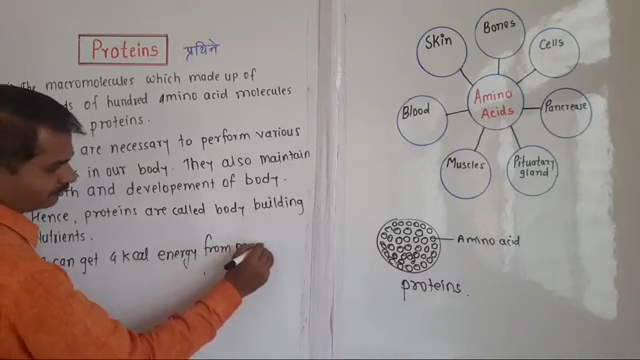 Proteins प्रथिने
The macromolecules which made up of
of hundred amino acid molecules
proteins.
are necessary to perform various
in our body. They also maintain
and developement of body.
Hence, proteins are called body building
Nutrients.
can get 4 kcal energy from
Skin
Bones
Cells
Blood
Amino
Acids
Pancrease
Muscles
Pitutary
gland
Amino acid
proteins.